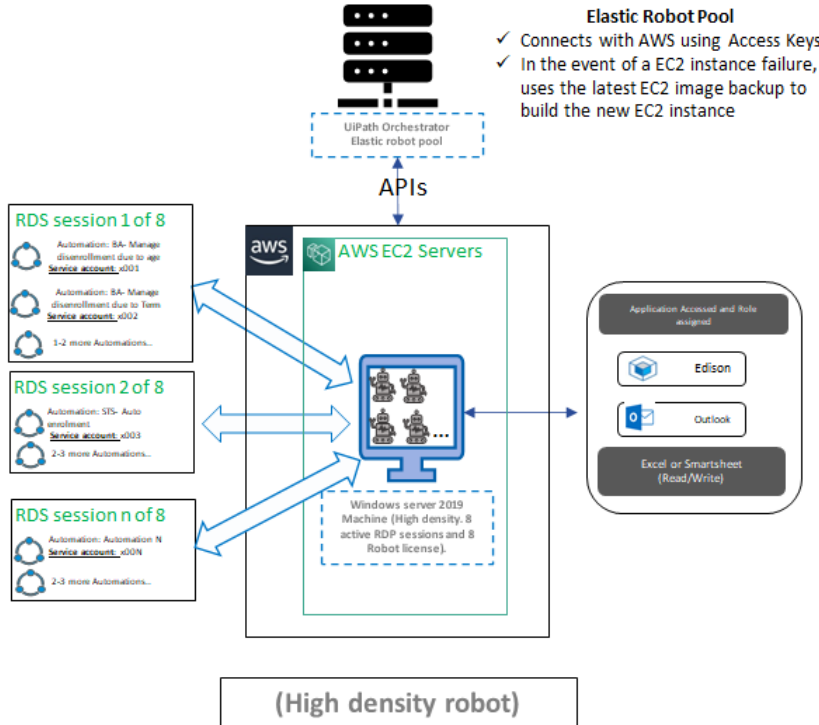 Elastic Robot Pool
✓ Connects with AWS using Access Keys
✓ In the event of a EC2 instance failure,
uses the latest EC2 image backup to
build the new EC2 instance
UiPath Orchestrator
Elastic robot pool
APIs
RDS session 1 of 8
Automation: BA- Manage
disenrollment due to age
Service account: x001
Automation: BA- Manage
disenrollment due to Term
Service account: x002
1-2 more Automations...
RDS session 2 of 8
Automation: STS- Auto
enrolment
Service account: x003
2-3 more Automations...
RDS session n of 8
Automation: Automation N
Service account: x00N
2-3 more Automations...
aws
AWS EC2 Servers
...
Windows server 2019
Machine (High density. 8
active RDP sessions and 8
Robot license).
Application Accessed and Role
assigned
Edison
Outlook
Excel or Smartsheet
(Read/Write)
(High density robot)